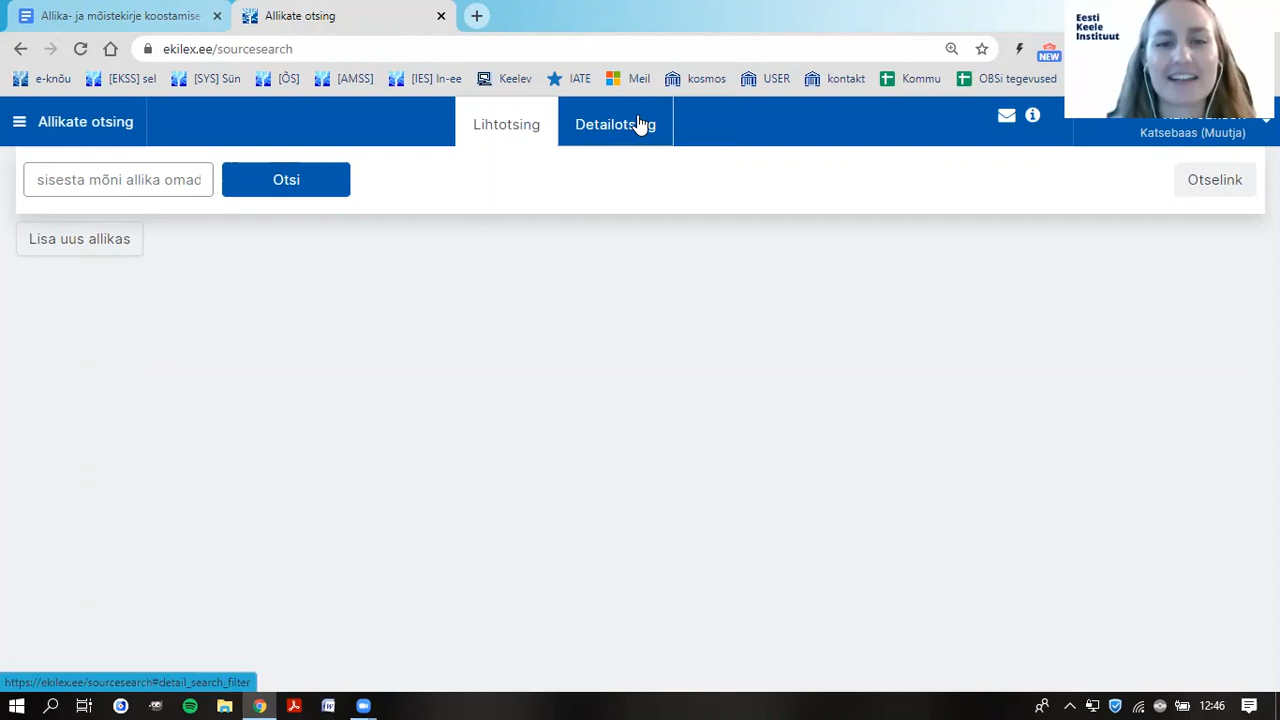 Allika- ja mõistekirje koostamise
Allikate otsing
ekilex.ee/sourcesearch
NEW
Eesti
Keele
Instituut
e-knõu
[EKSS] sel
[SYS] Sün
[ÕS]
[AMSS]
[IES] In-ee
Keelev
IATE
Meil
kosmos
USER
kontakt
Kommu
OBSi tegevused
Allikate otsing
Lihtotsing
Detailotsing
Katsebaas (Muutja)
sisesta mõni allika omad
Otsi
Otselink
Lisa uus allikas
https://ekilex.ee/sourcesearch#detail_search_filter
12:46